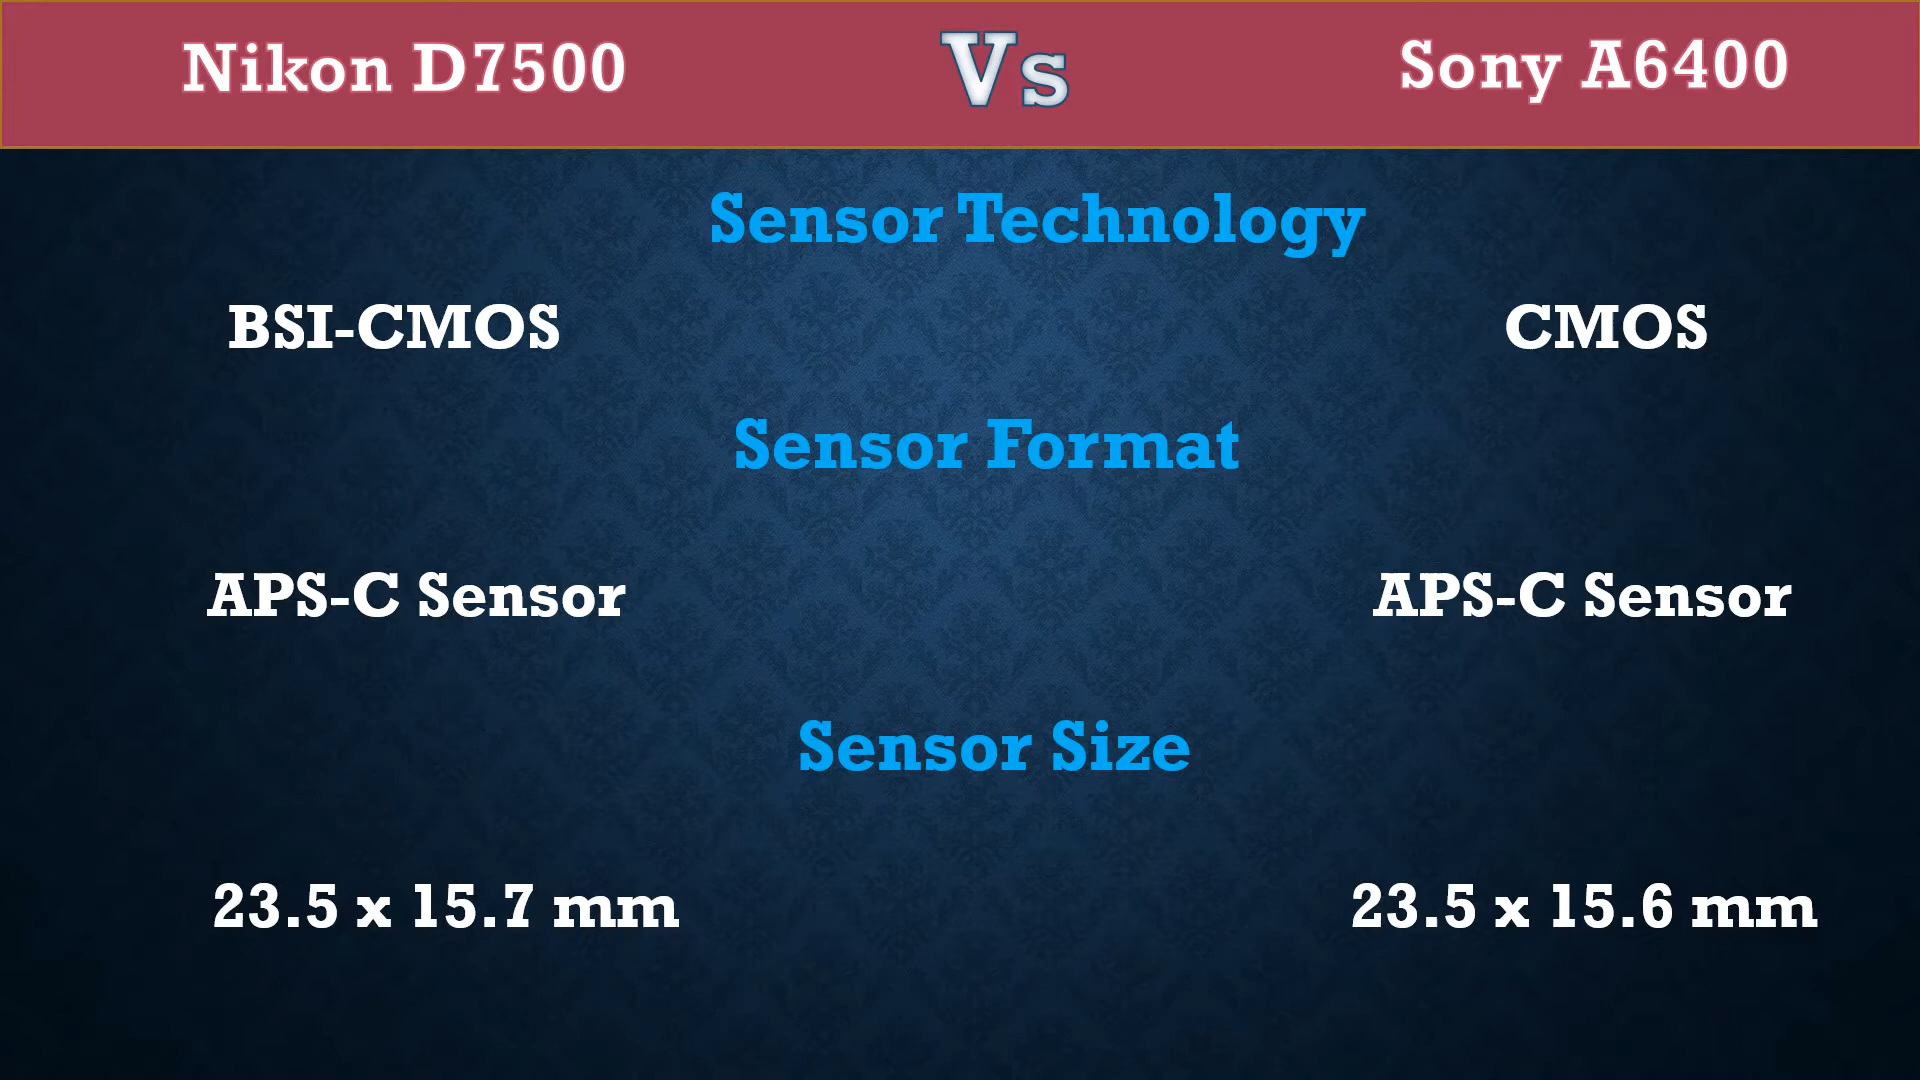 Nikon D7500 Vs Sony A6400
Sensor Technology
BSI-CMOS CMOS
Sensor Format
APS-C Sensor APS-C Sensor
Sensor Size
23.5 x 15.7 mm 23.5 x 15.6 mm